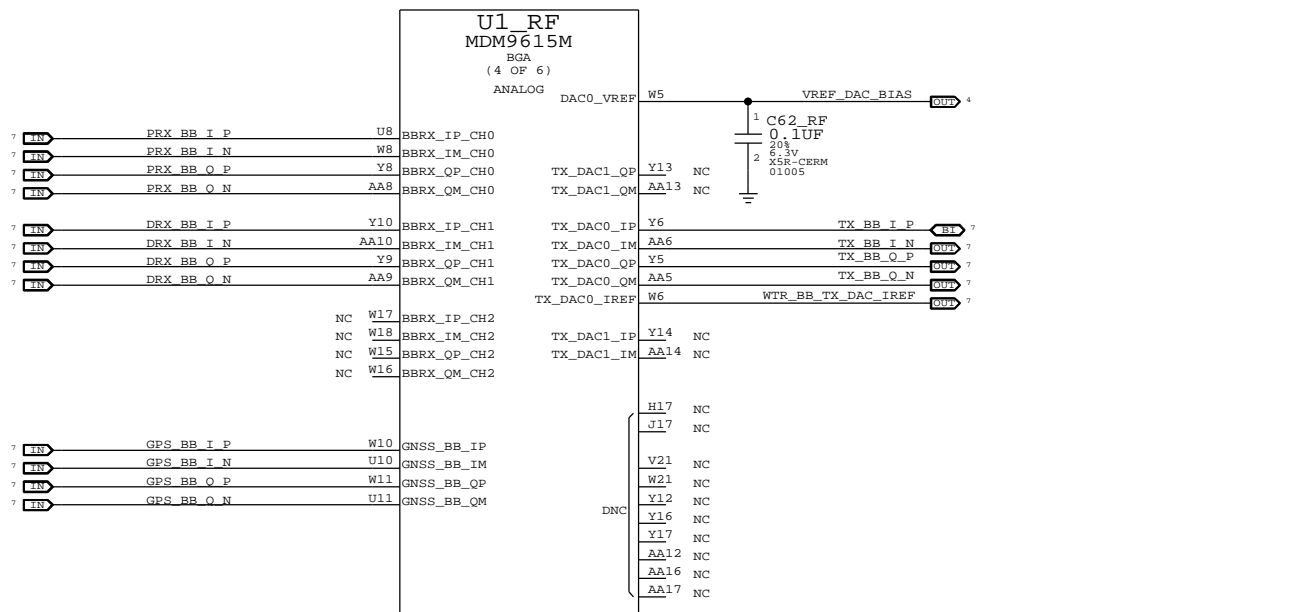 U1_RF
MDM9615M
BGA
(4 OF 6)
ANALOG
DAC0_VREF W5 VREF_DAC_BIAS OUT 4
1 C62_RF
0.1UF
20%
6.3V
2 X5R-CERM
01005
7 IN PRX_BB_I_P U8 BBRX_IP_CH0
7 IN PRX_BB_I_N W8 BBRX_IM_CH0
7 IN PRX_BB_Q_P Y8 BBRX_QP_CH0 TX_DAC1_QP Y13 NC
7 IN PRX_BB_Q_N AA8 BBRX_QM_CH0 TX_DAC1_QM AA13 NC
7 IN DRX_BB_I_P Y10 BBRX_IP_CH1 TX_DAC0_IP Y6 TX_BB_I_P BI 7
7 IN DRX_BB_I_N AA10 BBRX_IM_CH1 TX_DAC0_IM AA6 TX_BB_I_N OUT 7
7 IN DRX_BB_Q_P Y9 BBRX_QP_CH1 TX_DAC0_QP Y5 TX_BB_Q_P OUT 7
7 IN DRX_BB_Q_N AA9 BBRX_QM_CH1 TX_DAC0_QM AA5 TX_BB_Q_N OUT 7
TX_DAC0_IREF W6 WTR_BB_TX_DAC_IREF OUT 7
NC W17 BBRX_IP_CH2
NC W18 BBRX_IM_CH2 TX_DAC1_IP Y14 NC
NC W15 BBRX_QP_CH2 TX_DAC1_IM AA14 NC
NC W16 BBRX_QM_CH2
H17 NC
J17 NC
7 IN GPS_BB_I_P W10 GNSS_BB_IP
7 IN GPS_BB_I_N U10 GNSS_BB_IM V21 NC
7 IN GPS_BB_Q_P W11 GNSS_BB_QP W21 NC
7 IN GPS_BB_Q_N U11 GNSS_BB_QM Y12 NC
DNC Y16 NC
Y17 NC
AA12 NC
AA16 NC
AA17 NC